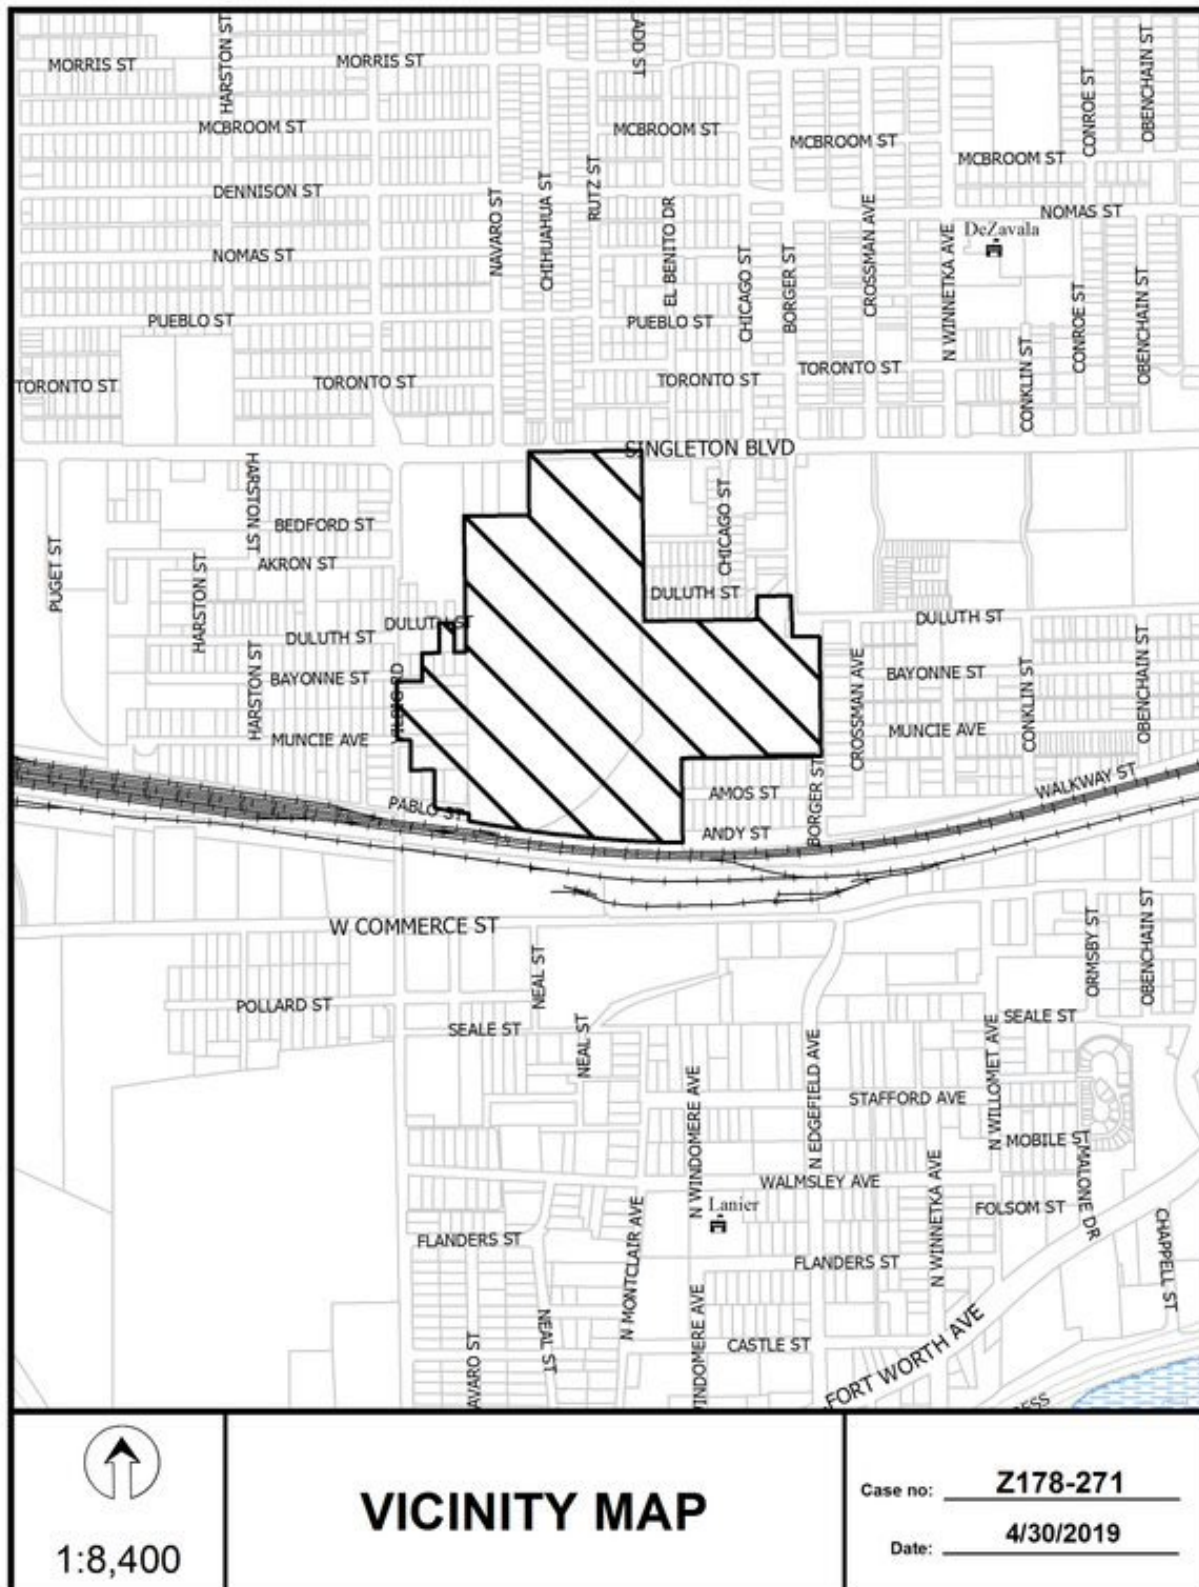 LADD ST
HARSTON ST
OBENCHAIN ST
MORRIS ST
MORRIS ST
CONROE ST
MCBROOM ST
MCBROOM ST
MCBROOM ST
MCBROOM ST
DENNISON ST
RUTZ ST
CHIHUAHUA ST
NAVARO ST
EL BENITO DR
CROSSMAN AVE
NOMAS ST
DeZavala
NOMAS ST
CHICAGO ST
BORGER ST
N WINNETKA AVE
OBENCHAIN ST
CONROE ST
PUEBLO ST
PUEBLO ST
CONKLIN ST
TORONTO ST
TORONTO ST
TORONTO ST
TORONTO ST
SINGLETON BLVD
HARSTON ST
CHICAGO ST
BEDFORD ST
PUGET ST
AKRON ST
HARSTON ST
DULUTH ST
DULUTH ST
DULUTH ST
DULUTH ST
BAYONNE ST
BAYONNE ST
HARSTON ST
CROSSMAN AVE
CONKLIN ST
OBENCHAIN ST
MUNCIE AVE
MUNCIE AVE
WALKWAY ST
AMOS ST
BORGER ST
PABLO ST
ANDY ST
W COMMERCE ST
NEAL ST
ORMSBY ST
OBENCHAIN ST
POLLARD ST
SEALE ST
SEALE ST
NEAL ST
N WINDOMERE AVE
N EDGEFIELD AVE
N WILLOMET AVE
STAFFORD AVE
MOBILE ST
WALMSLEY AVE
N WINNETKA AVE
MALONE DR
Lanier
FOLSOM ST
CHAPPELL ST
FLANDERS ST
N MONTCLAIR AVE
FLANDERS ST
NEAL ST
AVARO ST
INDOMERE AVE
CASTLE ST
FORT WORTH AVE
ESS
1:8,400
VICINITY MAP
Case no: Z178-271
Date: 4/30/2019